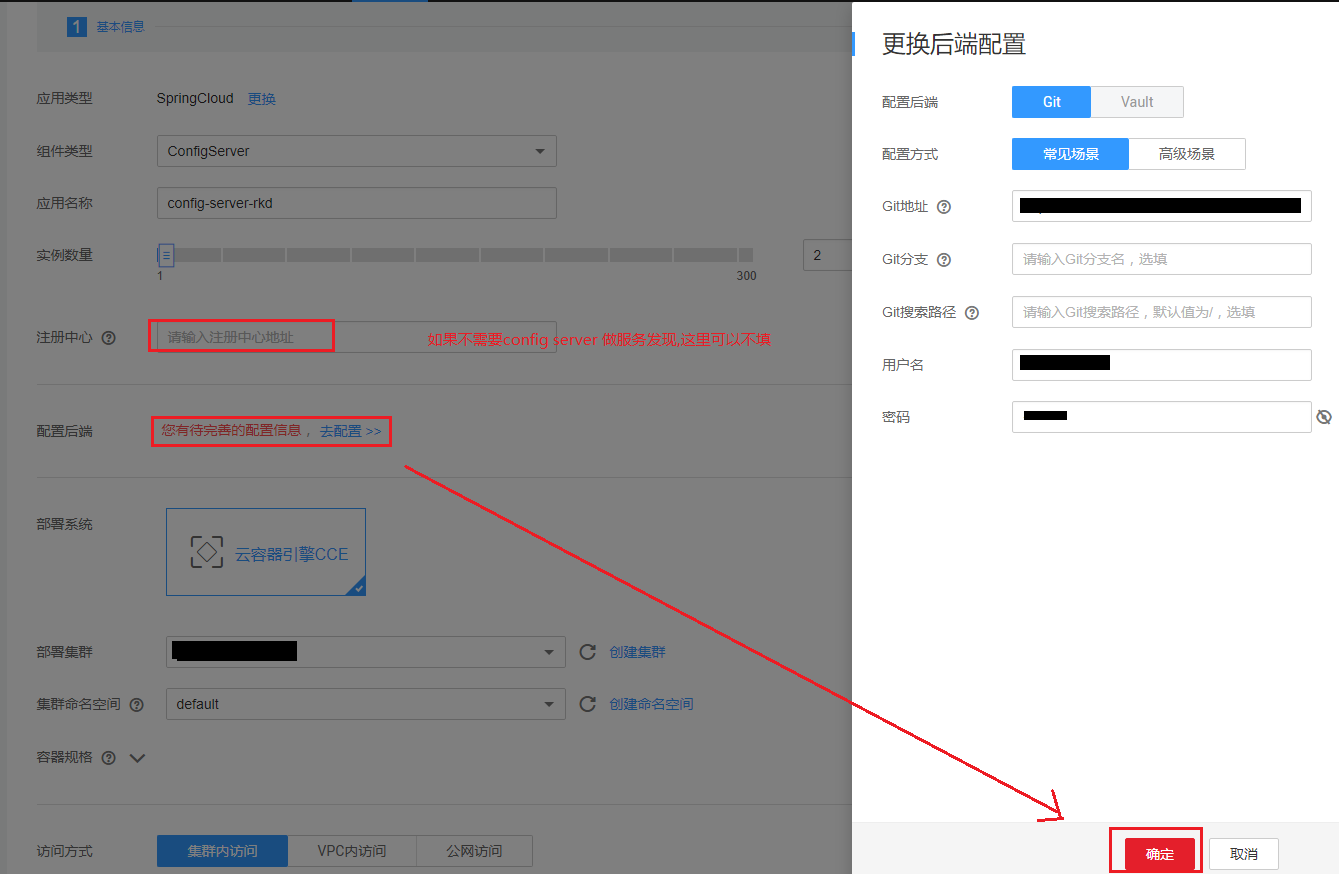 1 基本信息
应用类型 SpringCloud 更换
组件类型 ConfigServer
应用名称 config-server-rkd
实例数量 2
1 300
注册中心 ? 请输入注册中心地址 如果不需要config server 做服务发现,这里可以不填
配置后端 您有待完善的配置信息， 去配置 >>
部署系统 云容器引擎CCE
部署集群 创建集群
集群命名空间 ? default 创建命名空间
容器规格 ?
访问方式 集群内访问 VPC内访问 公网访问
更换后端配置
配置后端 Git Vault
配置方式 常见场景 高级场景
Git地址 ?
Git分支 ? 请输入Git分支名，选填
Git搜索路径 ? 请输入Git搜索路径，默认值为/，选填
用户名
密码
确定 取消